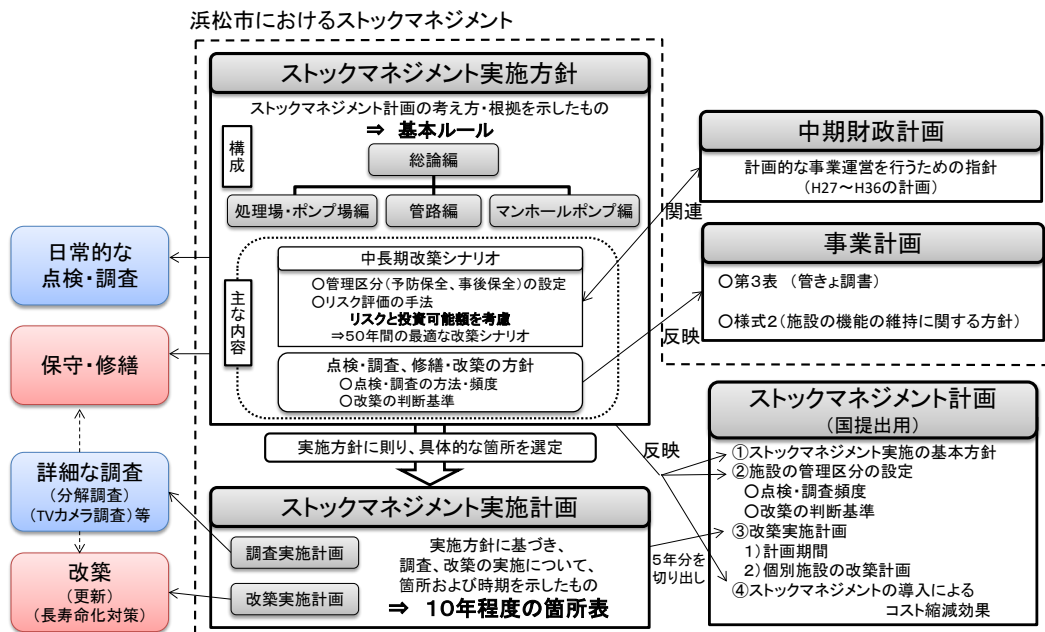 浜松市におけるストックマネジメント
ストックマネジメント実施方針
ストックマネジメント計画の考え方・根拠を示したもの
⇒ 基本ルール
構成
総論編
処理場・ポンプ場編
管路編
マンホールポンプ編
主な内容
中長期改築シナリオ
○管理区分(予防保全、事後保全)の設定
○リスク評価の手法
リスクと投資可能額を考慮
⇒50年間の最適な改築シナリオ
点検・調査、修繕・改築の方針
○点検・調査の方法・頻度
○改築の判断基準
実施方針に則り、具体的な箇所を選定
ストックマネジメント実施計画
調査実施計画
改築実施計画
実施方針に基づき、
調査、改築の実施について、
箇所および時期を示したもの
⇒ 10年程度の箇所表
日常的な
点検・調査
保守・修繕
詳細な調査
(分解調査)
(TVカメラ調査)等
改築
(更新)
(長寿命化対策)
中期財政計画
計画的な事業運営を行うための指針
(H27~H36の計画)
関連
事業計画
○第3表 (管きょ調書)
○様式2(施設の機能の維持に関する方針)
反映
ストックマネジメント計画
(国提出用)
①ストックマネジメント実施の基本方針
②施設の管理区分の設定
○点検・調査頻度
○改築の判断基準
③改築実施計画
1)計画期間
2)個別施設の改築計画
④ストックマネジメントの導入による
コスト縮減効果
反映
5年分を
切り出し